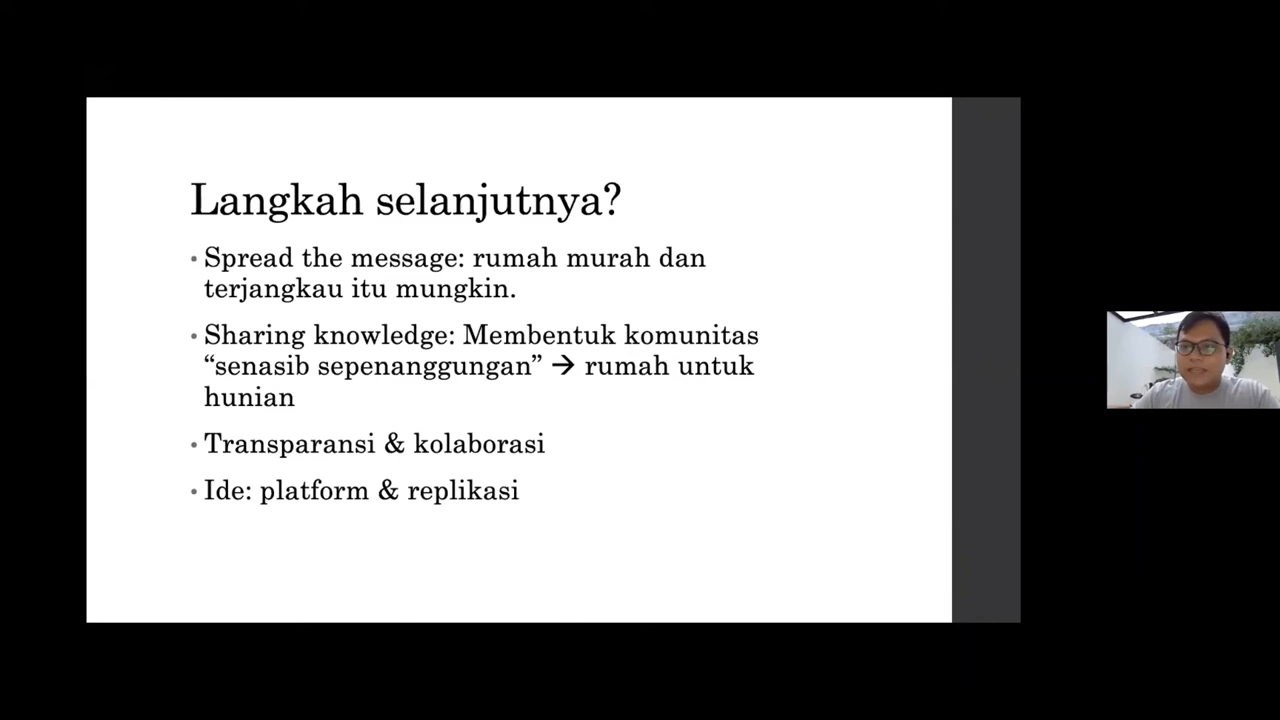 Langkah selanjutnya?
• Spread the message: rumah murah dan
terjangkau itu mungkin.
• Sharing knowledge: Membentuk komunitas
“senasib sepenanggungan” → rumah untuk
hunian
• Transparansi & kolaborasi
• Ide: platform & replikasi